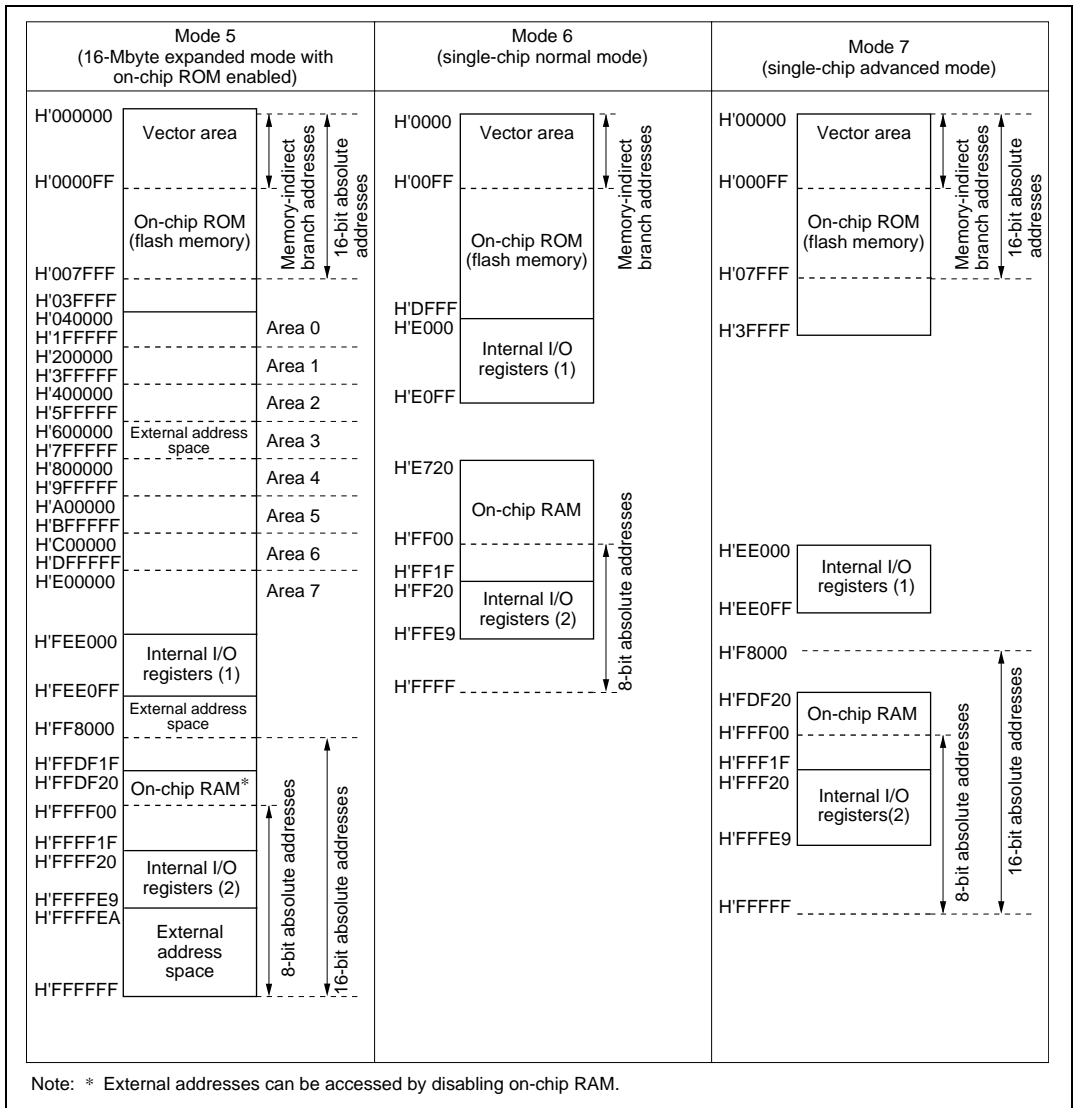 Mode 5
(16-Mbyte expanded mode with
on-chip ROM enabled)
H'000000
Vector area
H'0000FF
On-chip ROM
(flash memory)
H'007FFF
Memory-indirect
branch addresses
16-bit absolute
addresses
H'03FFFF
H'040000
Area 0
H'1FFFFF
H'200000
Area 1
H'3FFFFF
H'400000
Area 2
H'5FFFFF
H'600000
External address
space
Area 3
H'7FFFFF
H'800000
Area 4
H'9FFFFF
H'A00000
Area 5
H'BFFFFF
H'C00000
Area 6
H'DFFFFF
H'E00000
Area 7
H'FEE000
Internal I/O
registers (1)
H'FEE0FF
External address
space
H'FF8000
H'FFDF1F
H'FFDF20
On-chip RAM*
H'FFFF00
H'FFFF1F
H'FFFF20
Internal I/O
registers (2)
H'FFFFE9
H'FFFFEA
External
address
space
H'FFFFFF
8-bit absolute addresses
16-bit absolute addresses
Mode 6
(single-chip normal mode)
H'0000
Vector area
H'00FF
On-chip ROM
(flash memory)
Memory-indirect
branch addresses
H'DFFF
H'E000
Internal I/O
registers (1)
H'E0FF
H'E720
On-chip RAM
H'FF00
H'FF1F
H'FF20
Internal I/O
registers (2)
H'FFE9
H'FFFF
8-bit absolute addresses
Mode 7
(single-chip advanced mode)
H'00000
Vector area
H'000FF
On-chip ROM
(flash memory)
H'07FFF
Memory-indirect
branch addresses
16-bit absolute
addresses
H'3FFFF
H'EE000
Internal I/O
registers (1)
H'EE0FF
H'F8000
H'FDF20
On-chip RAM
H'FFF00
H'FFF1F
H'FFF20
Internal I/O
registers(2)
H'FFFE9
H'FFFFF
8-bit absolute addresses
16-bit absolute addresses
Note: * External addresses can be accessed by disabling on-chip RAM.